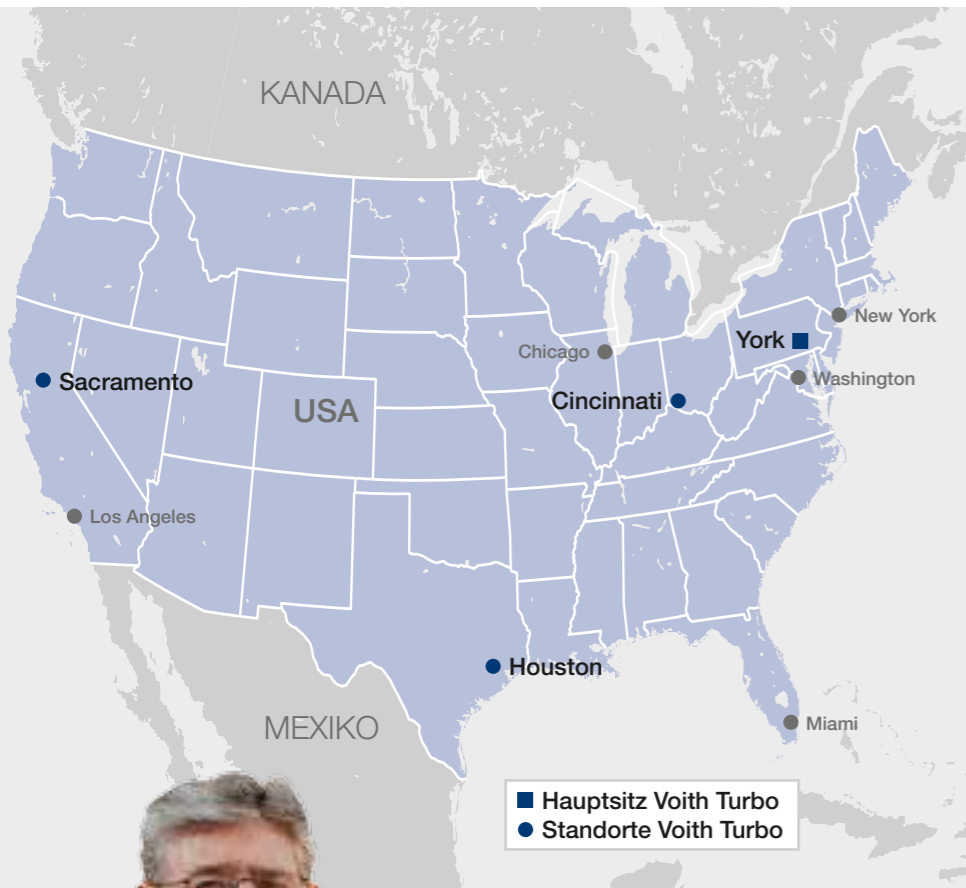 KANADA
New York
York
Chicago
Washington
Sacramento
Cincinnati
USA
Los Angeles
Houston
MEXIKO
Miami
Hauptsitz Voith Turbo
Standorte Voith Turbo